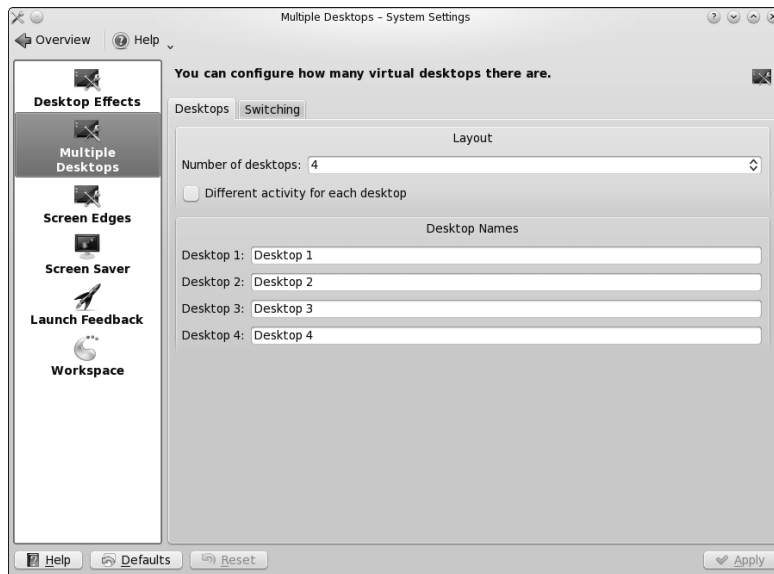 Multiple Desktops – System Settings
Overview Help
You can configure how many virtual desktops there are.
Desktop Effects
Multiple
Desktops
Screen Edges
Screen Saver
Launch Feedback
Workspace
Desktops Switching
Layout
Number of desktops: 4
Different activity for each desktop
Desktop Names
Desktop 1: Desktop 1
Desktop 2: Desktop 2
Desktop 3: Desktop 3
Desktop 4: Desktop 4
Help Defaults Reset Apply